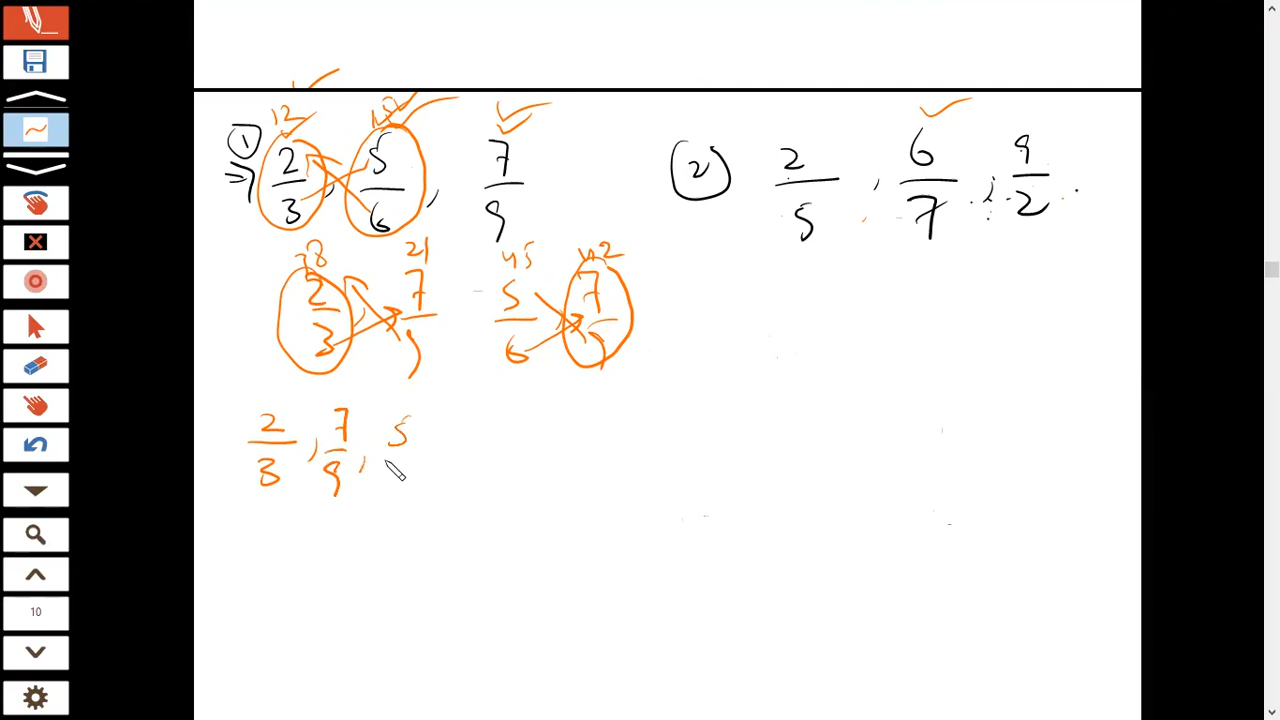 12 15
① 2/3, 5/6, 7/9
② 2/5, 6/7, 9/2
18 21 45 42
2/3, 7/9 5/6, 7/9
2/3, 7/9, 5
10